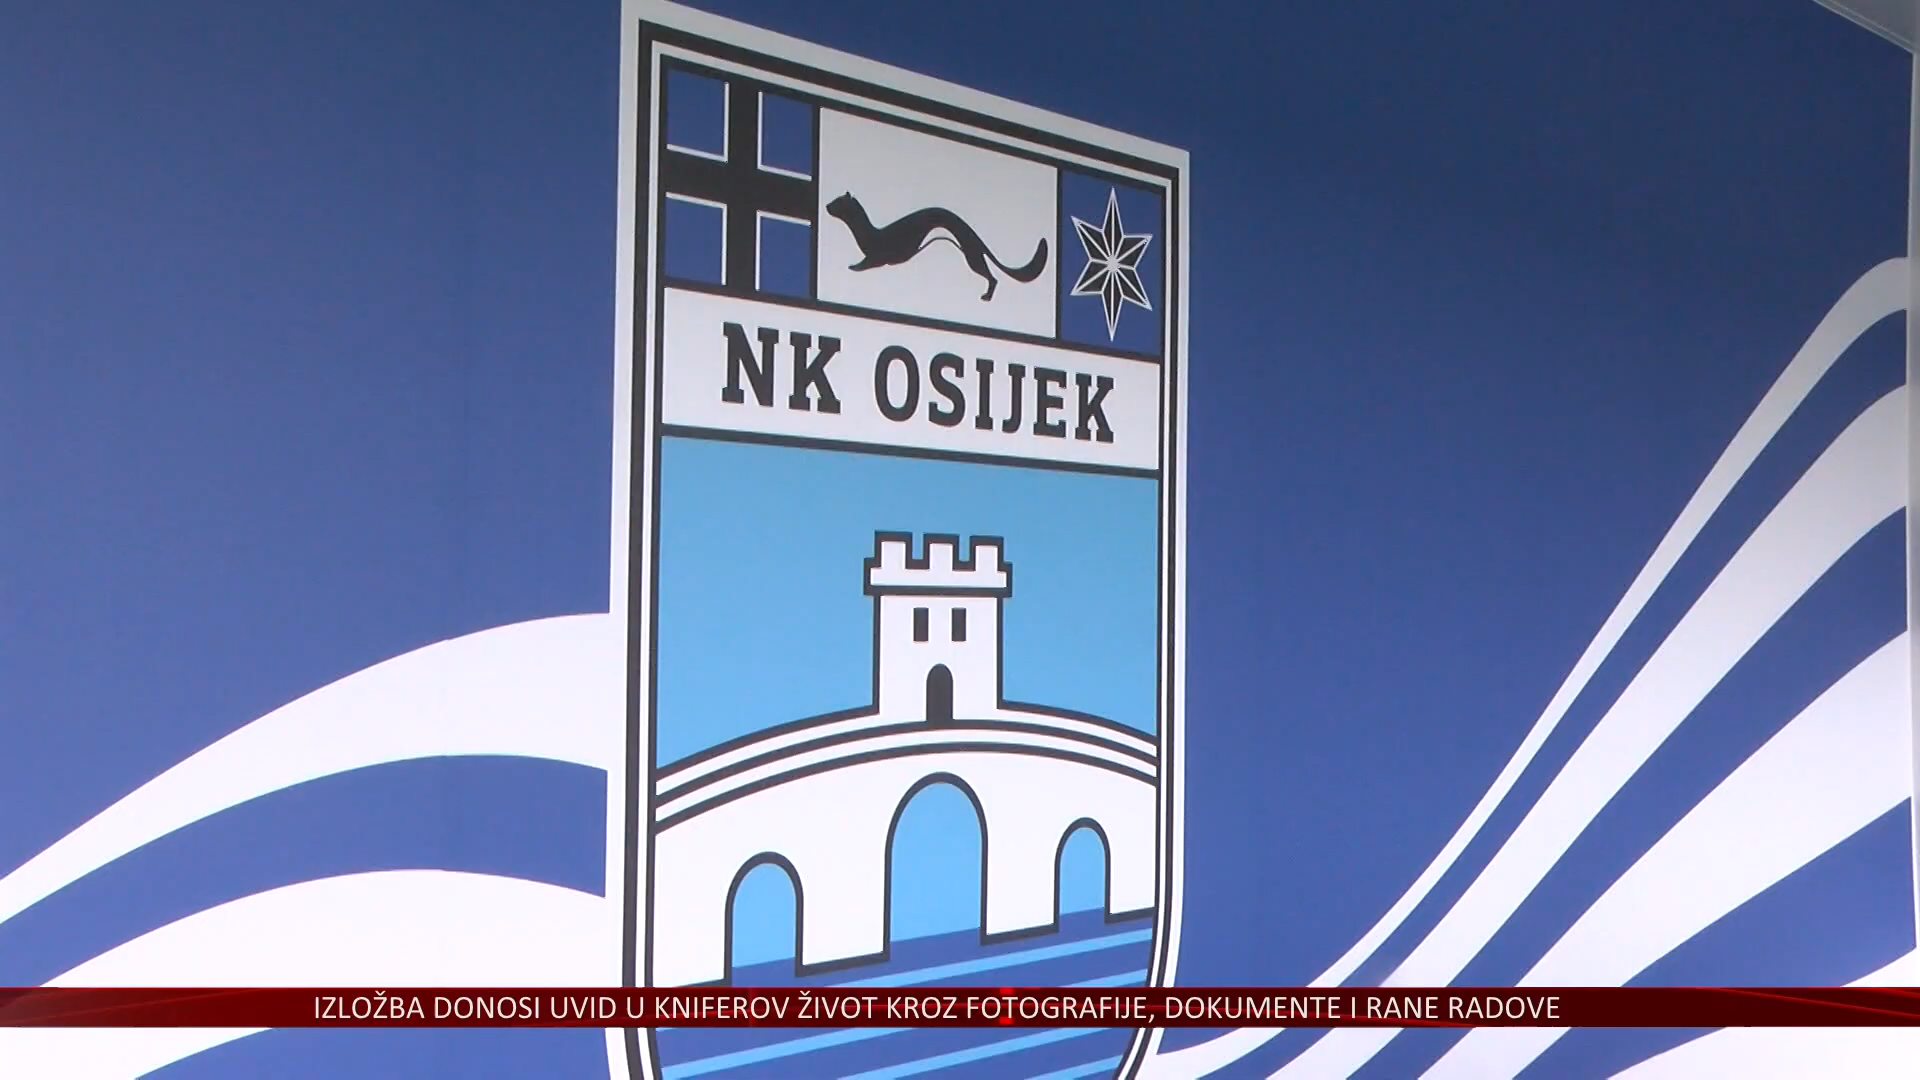 NK OSIJEK
IZLOŽBA DONOSI UVID U KNIFEROV ŽIVOT KROZ FOTOGRAFIJE, DOKUMENTE I RANE RADOVE